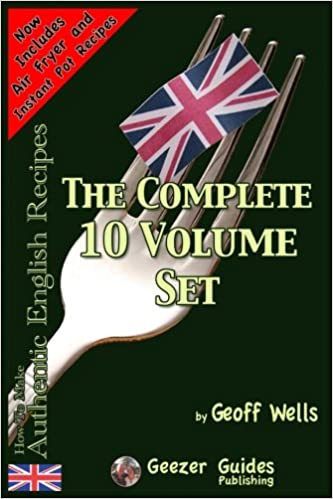 Now
Includes
Air Fryer and
Instant Pot Recipes
How To Make
Authentic English Recipes
The Complete
10 Volume
Set
by Geoff Wells
Geezer Guides
Publishing